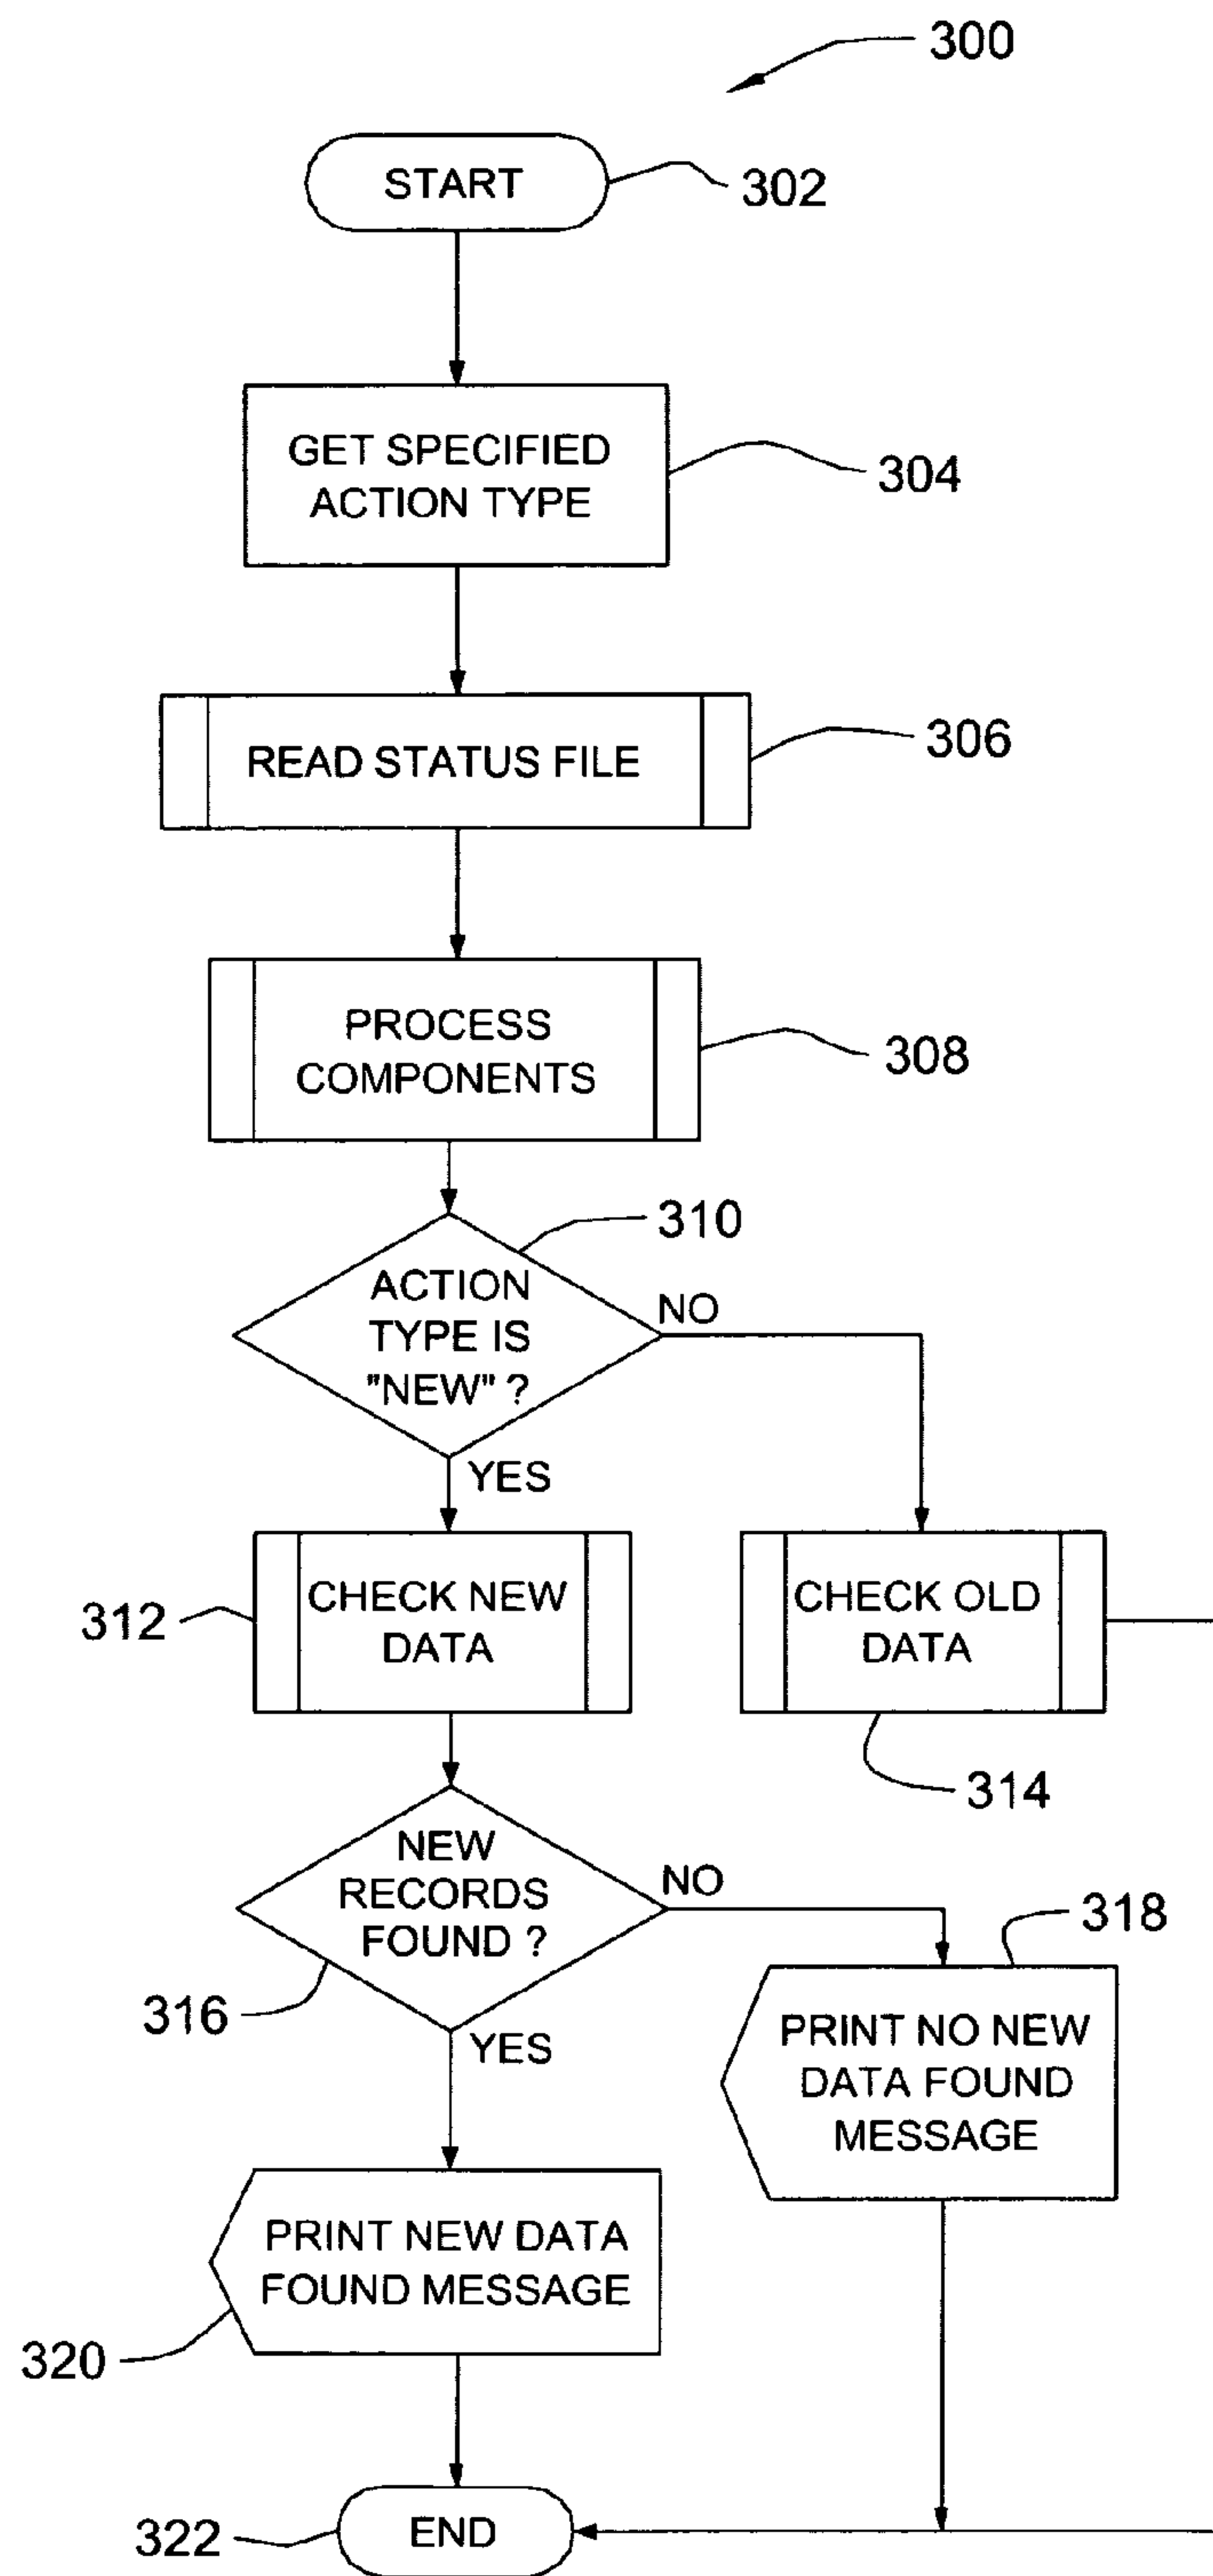 300
START
302
GET SPECIFIED
ACTION TYPE
304
READ STATUS FILE
306
PROCESS
COMPONENTS
308
310
ACTION
TYPE IS
"NEW" ?
NO
YES
312
CHECK NEW
DATA
CHECK OLD
DATA
314
NEW
RECORDS
FOUND ?
NO
316
YES
318
PRINT NO NEW
DATA FOUND
MESSAGE
PRINT NEW DATA
FOUND MESSAGE
320
322
END